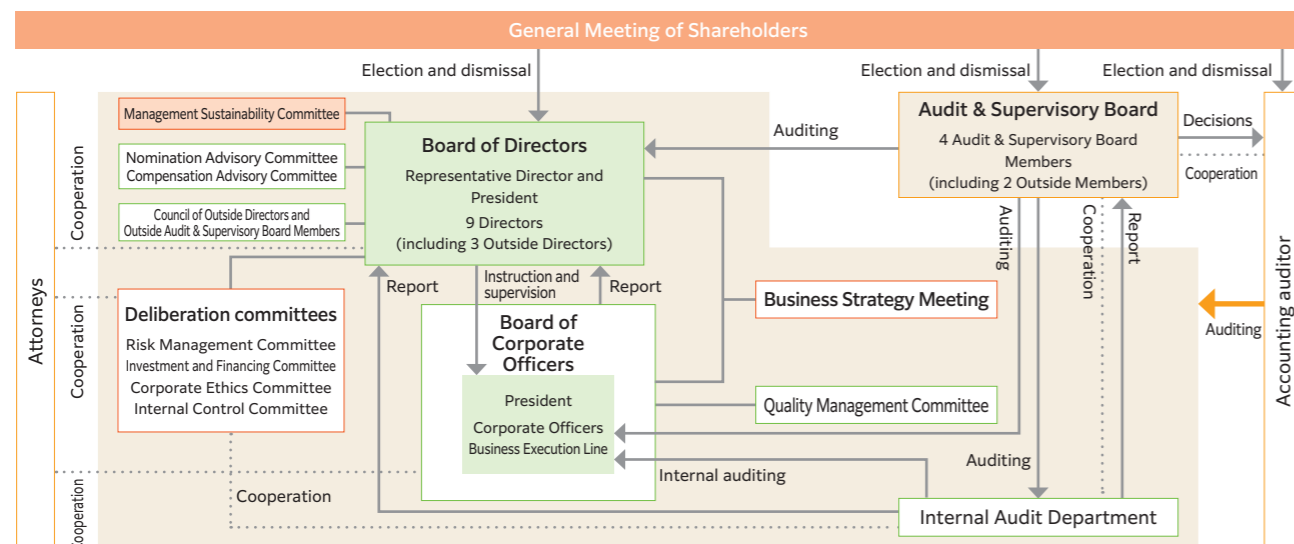 General Meeting of Shareholders
Election and dismissal
Election and dismissal
Election and dismissal
Attorneys
Cooperation
Management Sustainability Committee
Nomination Advisory Committee
Compensation Advisory Committee
Council of Outside Directors and
Outside Audit & Supervisory Board Members
Board of Directors
Representative Director and
President
9 Directors
(including 3 Outside Directors)
Auditing
Audit & Supervisory Board
4 Audit & Supervisory Board
Members
(including 2 Outside Members)
Decisions
Cooperation
Accounting auditor
Auditing
Cooperation
Report
Auditing
Report
Instruction and
supervision
Report
Cooperation
Deliberation committees
Risk Management Committee
Investment and Financing Committee
Corporate Ethics Committee
Internal Control Committee
Board of
Corporate
Officers
President
Corporate Officers
Business Execution Line
Business Strategy Meeting
Quality Management Committee
Internal auditing
Auditing
Cooperation
Cooperation
Internal Audit Department